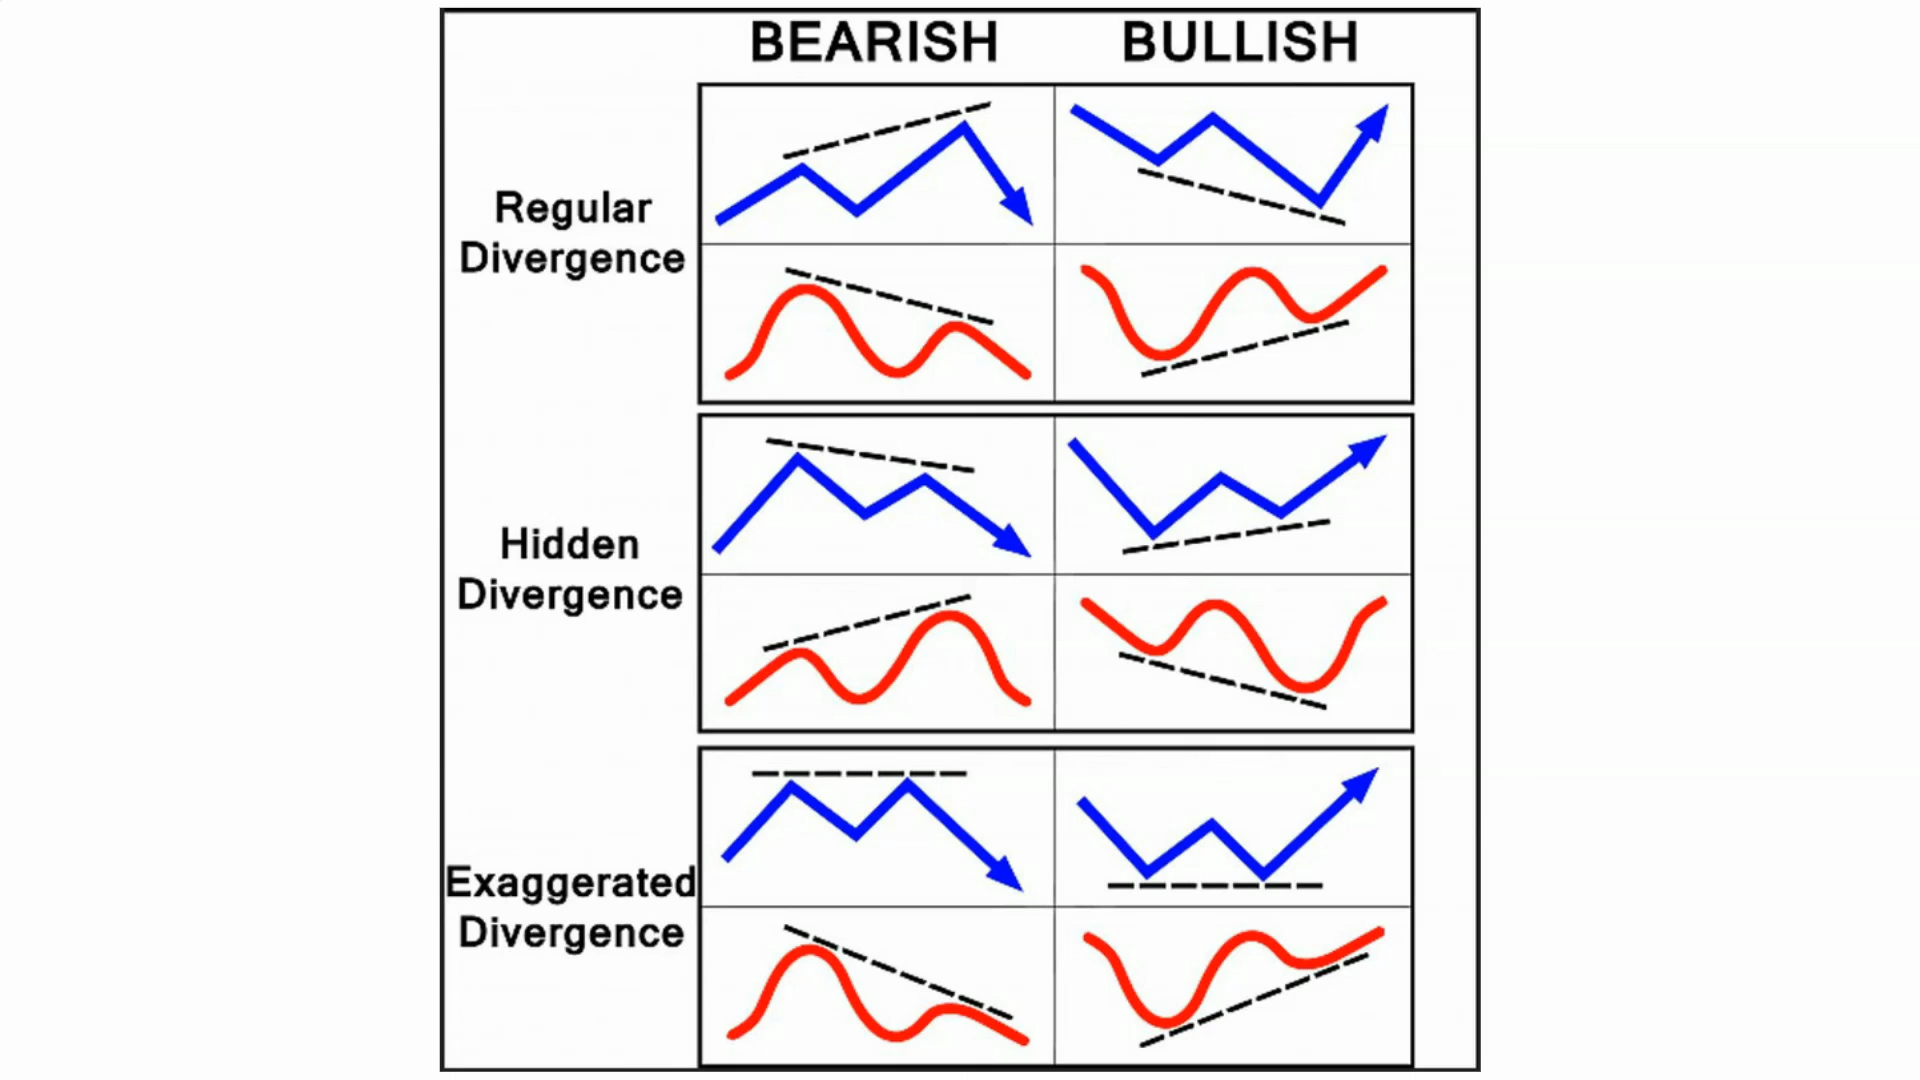 BEARISH BULLISH
Regular
Divergence
Hidden
Divergence
Exaggerated
Divergence